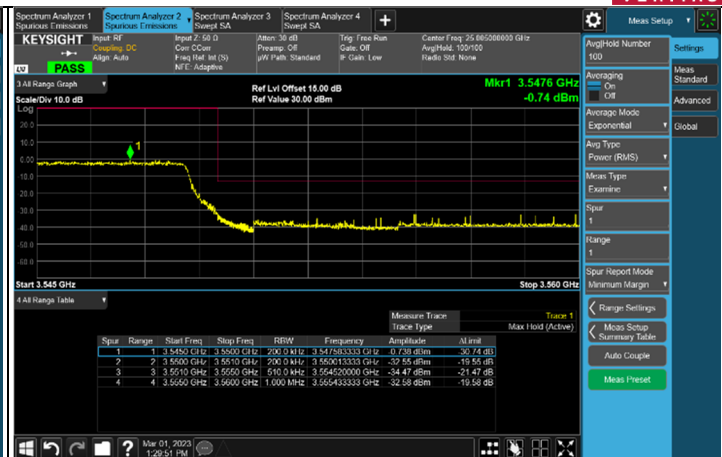 Spectrum Analyzer 1
Spurious Emissions
Spectrum Analyzer 2
Spurious Emissions
Spectrum Analyzer 3
Swept SA
Spectrum Analyzer 4
Swept SA
+
Meas Setup
KEYSIGHT
LXI
PASS
Input: RF
Coupling: DC
Align: Auto
Input Z: 50 Ω
Corr CCorr
Freq Ref: Int (S)
NFE: Adaptive
Atten: 30 dB
Preamp: Off
µW Path: Standard
Trig: Free Run
Gate: Off
IF Gain: Low
Center Freq: 25.005000000 GHz
Avg|Hold: 100/100
Radio Std: None
3 All Range Graph
Scale/Div 10.0 dB
Log
Ref Lvl Offset 15.00 dB
Ref Value 30.00 dBm
Mkr1 3.5476 GHz
-0.74 dBm
1
20.0
10.0
0.00
-10.0
-20.0
-30.0
-40.0
-50.0
-60.0
Start 3.545 GHz
Stop 3.560 GHz
4 All Range Table
Measure Trace Trace 1
Trace Type Max Hold (Active)
Spur Range Start Freq Stop Freq RBW Frequency Amplitude ΔLimit
1 1 3.5450 GHz 3.5500 GHz 200.0 kHz 3.547583333 GHz -0.738 dBm -30.74 dB
2 2 3.5500 GHz 3.5510 GHz 200.0 kHz 3.550013333 GHz -32.55 dBm -19.55 dB
3 3 3.5510 GHz 3.5550 GHz 510.0 kHz 3.554520000 GHz -34.47 dBm -21.47 dB
4 4 3.5550 GHz 3.5600 GHz 1.000 MHz 3.555433333 GHz -32.58 dBm -19.58 dB
Avg|Hold Number
100
Averaging
On
Off
Average Mode
Exponential
Avg Type
Power (RMS)
Meas Type
Examine
Spur
1
Range
1
Spur Report Mode
Minimum Margin
Range Settings
Meas Setup
Summary Table
Auto Couple
Meas Preset
Settings
Meas
Standard
Advanced
Global
?
Mar 01, 2023
1:29:51 PM